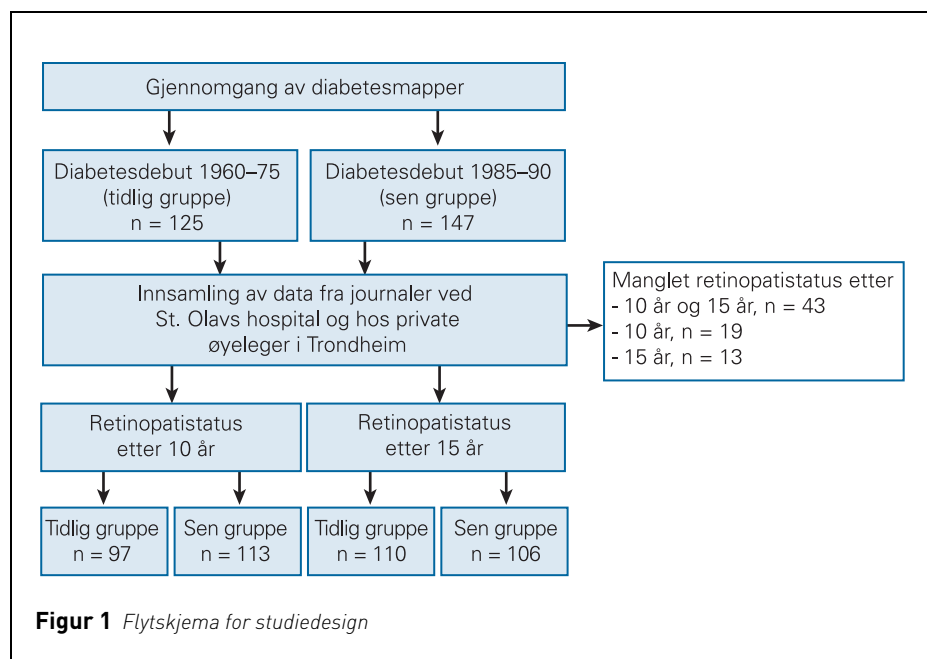 Gjennomgang av diabetesmapper
Diabetesdebut 1960–75
(tidlig gruppe)
n = 125
Diabetesdebut 1985–90
(sen gruppe)
n = 147
Innsamling av data fra journaler ved
St. Olavs hospital og hos private
øyeleger i Trondheim
Manglet retinopatistatus etter
- 10 år og 15 år, n = 43
- 10 år, n = 19
- 15 år, n = 13
Retinopatistatus
etter 10 år
Retinopatistatus
etter 15 år
Tidlig gruppe
n = 97
Sen gruppe
n = 113
Tidlig gruppe
n = 110
Sen gruppe
n = 106
Figur 1 Flytskjema for studiedesign